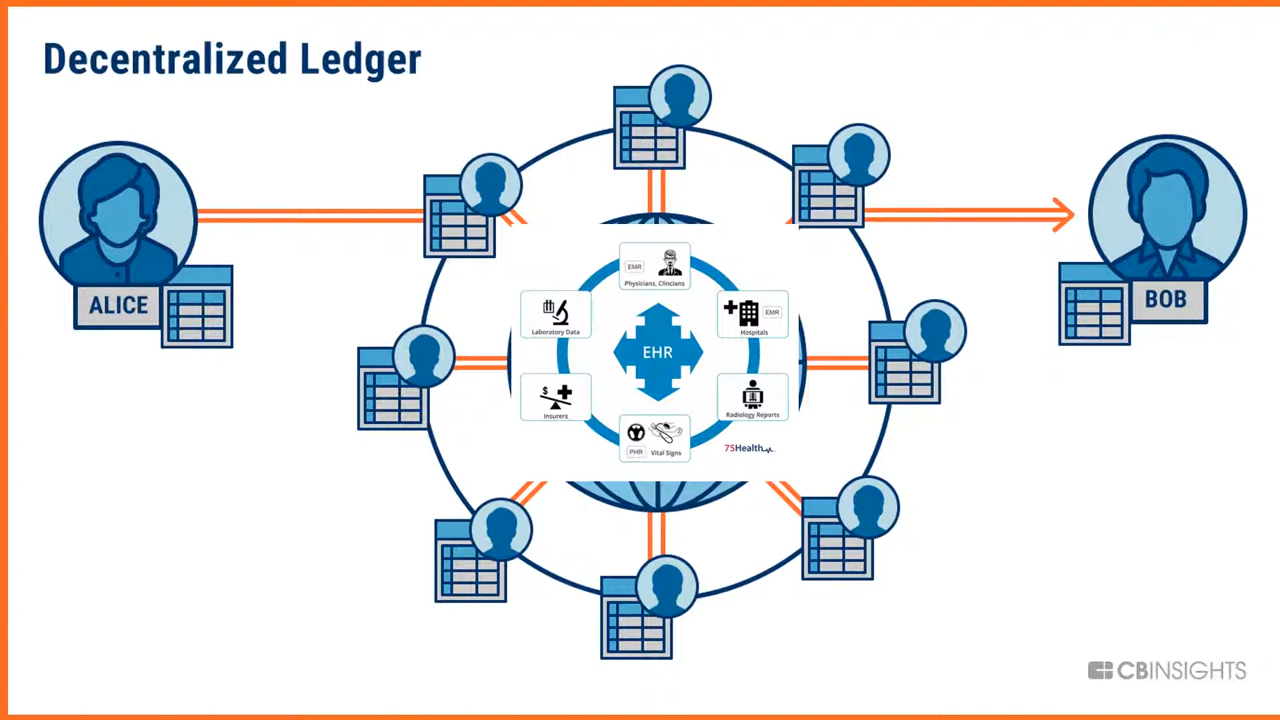 Decentralized Ledger
ALICE
BOB
EMR
Physicians, Clincians
Laboratory Data
Hospitals
EMR
EHR
$
Insurers
Radiology Reports
PHR
Vital Signs
75Health
CBINSIGHTS